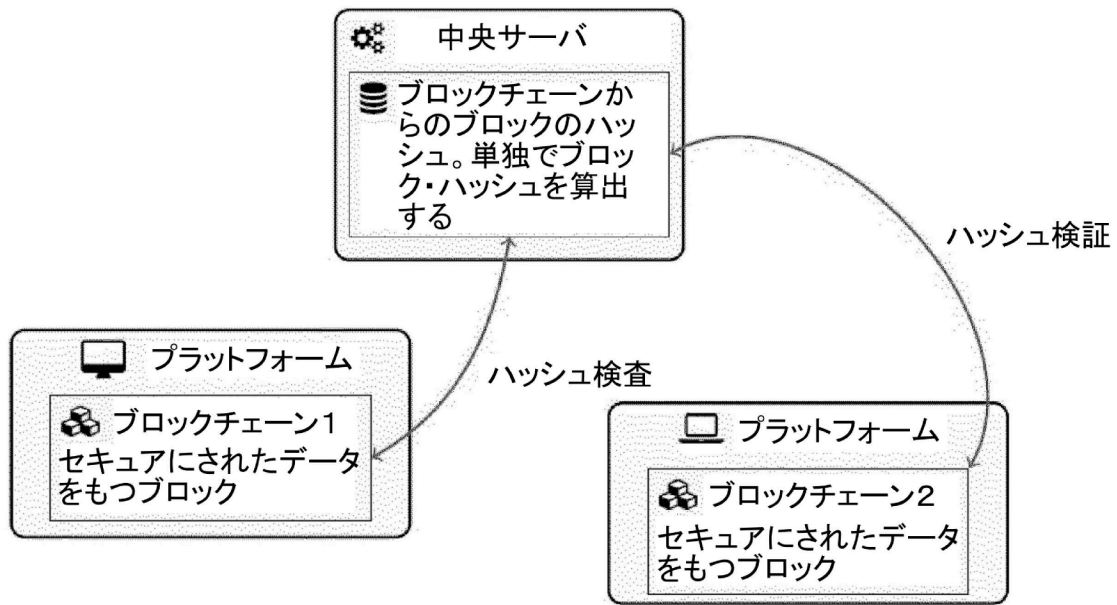 中央サーバ
ブロックチェーンか
らのブロックのハッ
シュ。単独でブロッ
ク・ハッシュを算出
する
ハッシュ検証
プラットフォーム
ハッシュ検査
ブロックチェーン1
セキュアにされたデータ
をもつブロック
プラットフォーム
ブロックチェーン2
セキュアにされたデータ
をもつブロック